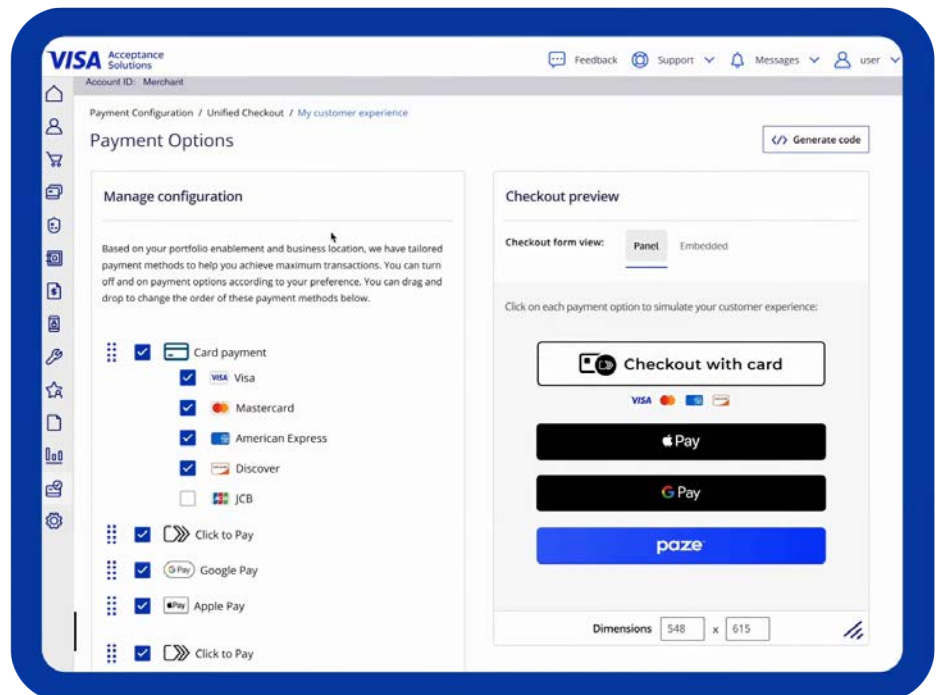 VISA Acceptance Solutions
Feedback Support Messages user
Account ID: Merchant
Payment Configuration / Unified Checkout / My customer experience
Payment Options
</> Generate code
Manage configuration
Based on your portfolio enablement and business location, we have tailored
payment methods to help you achieve maximum transactions. You can turn
off and on payment options according to your preference. You can drag and
drop to change the order of these payment methods below.
Card payment
VISA Visa
Mastercard
American Express
Discover
JCB JCB
Click to Pay
G Pay Google Pay
Pay Apple Pay
Click to Pay
Checkout preview
Checkout form view: Panel Embedded
Click on each payment option to simulate your customer experience:
Checkout with card
VISA
Pay
G Pay
paze
Dimensions 548 x 615